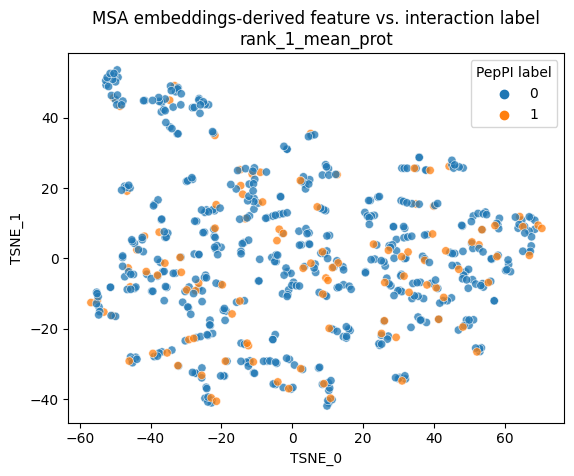 MSA embeddings-derived feature vs. interaction label
rank_1_mean_prot
PepPI label
0
1
TSNE_1
40
20
0
−20
−40
−60
−40
−20
0
20
40
60
TSNE_0